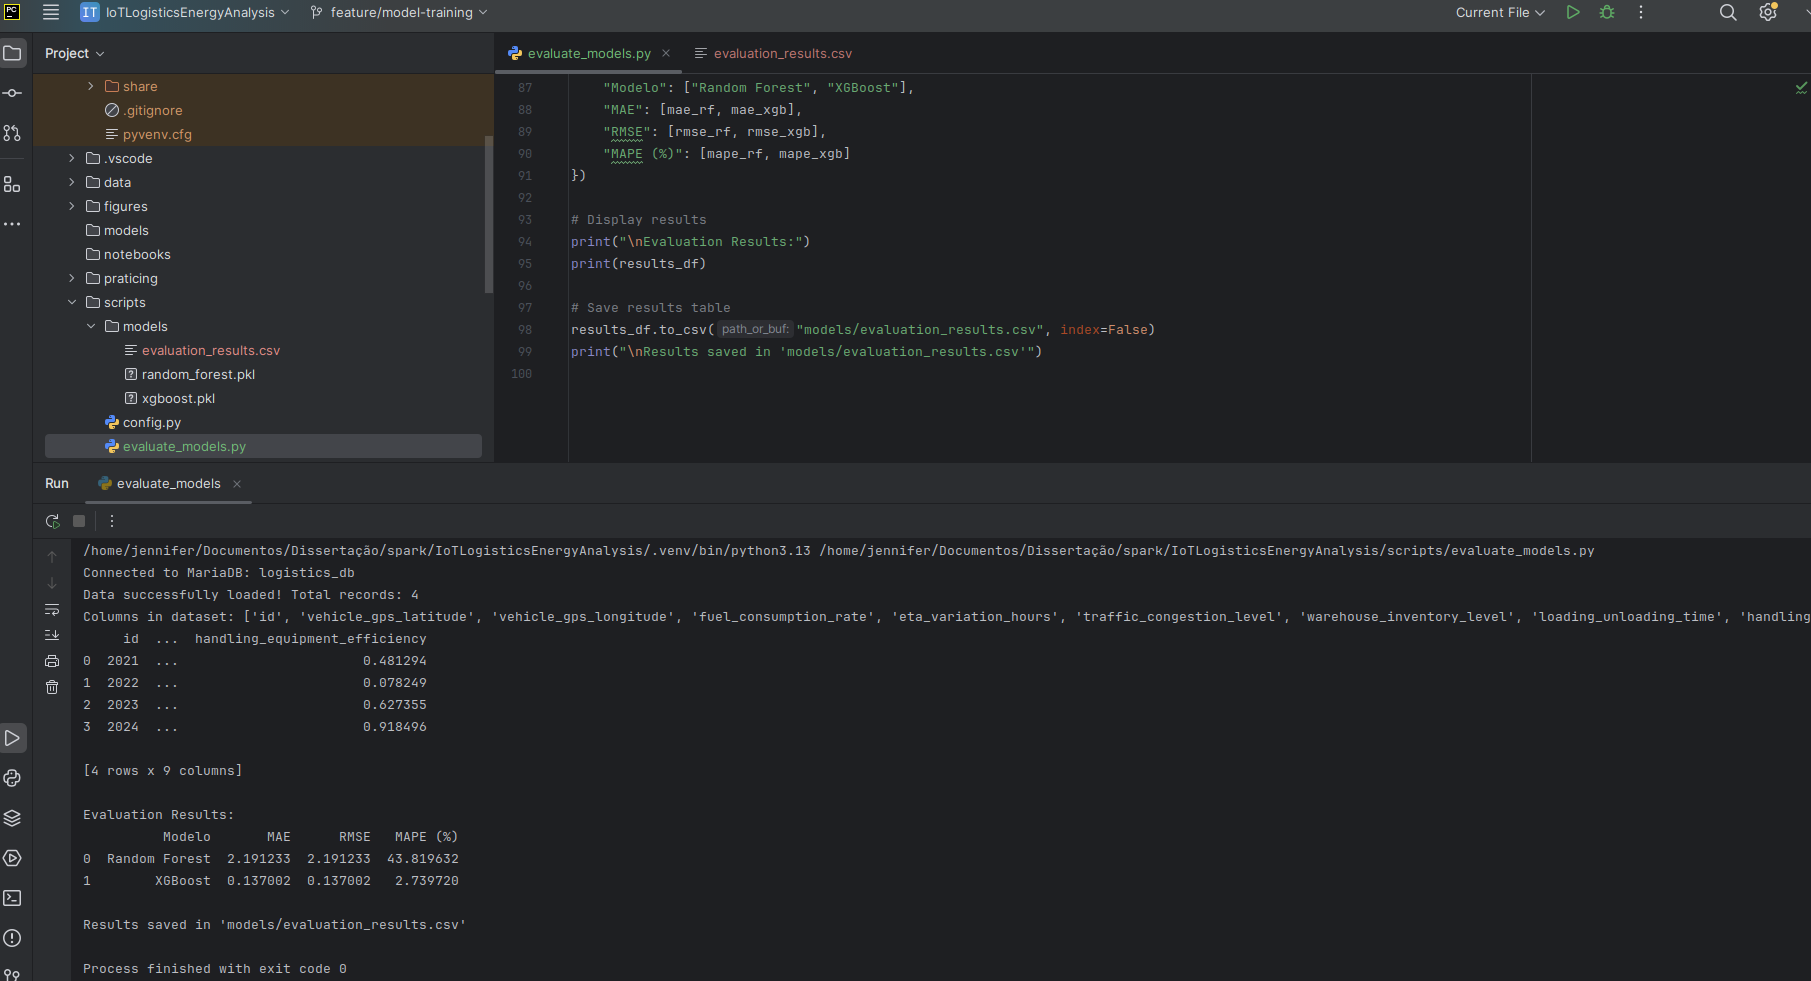 PC
IT IoTLogisticsEnergyAnalysis
feature/model-training
Current File
Project
share
.gitignore
pyvenv.cfg
.vscode
data
figures
models
notebooks
praticing
scripts
models
evaluation_results.csv
random_forest.pkl
xgboost.pkl
config.py
evaluate_models.py
evaluate_models.py
evaluation_results.csv
87 "Modelo": ["Random Forest", "XGBoost"],
88 "MAE": [mae_rf, mae_xgb],
89 "RMSE": [rmse_rf, rmse_xgb],
90 "MAPE (%)": [mape_rf, mape_xgb]
91 })
92
93 # Display results
94 print("\nEvaluation Results:")
95 print(results_df)
96
97 # Save results table
98 results_df.to_csv( path_or_buf: "models/evaluation_results.csv", index=False)
99 print("\nResults saved in 'models/evaluation_results.csv'")
100
Run
evaluate_models
/home/jennifer/Documentos/Dissertação/spark/IoTLogisticsEnergyAnalysis/.venv/bin/python3.13 /home/jennifer/Documentos/Dissertação/spark/IoTLogisticsEnergyAnalysis/scripts/evaluate_models.py
Connected to MariaDB: logistics_db
Data successfully loaded! Total records: 4
Columns in dataset: ['id', 'vehicle_gps_latitude', 'vehicle_gps_longitude', 'fuel_consumption_rate', 'eta_variation_hours', 'traffic_congestion_level', 'warehouse_inventory_level', 'loading_unloading_time', 'handling
id ... handling_equipment_efficiency
0 2021 ... 0.481294
1 2022 ... 0.078249
2 2023 ... 0.627355
3 2024 ... 0.918496
[4 rows x 9 columns]
Evaluation Results:
Modelo MAE RMSE MAPE (%)
0 Random Forest 2.191233 2.191233 43.819632
1 XGBoost 0.137002 0.137002 2.739720
Results saved in 'models/evaluation_results.csv'
Process finished with exit code 0